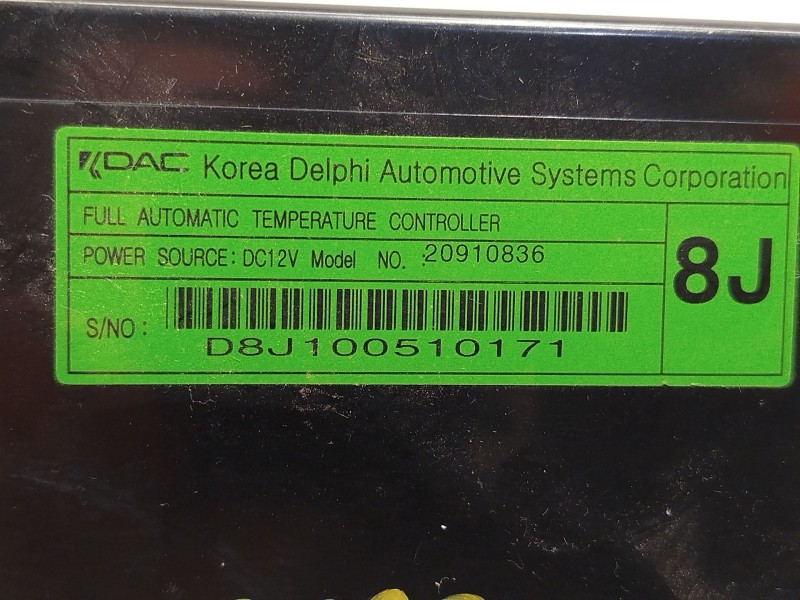 KDAC Korea Delphi Automotive Systems Corporation
FULL AUTOMATIC TEMPERATURE CONTROLLER
POWER SOURCE: DC12V Model NO. :20910836
8J
S/NO :
D8J100510171